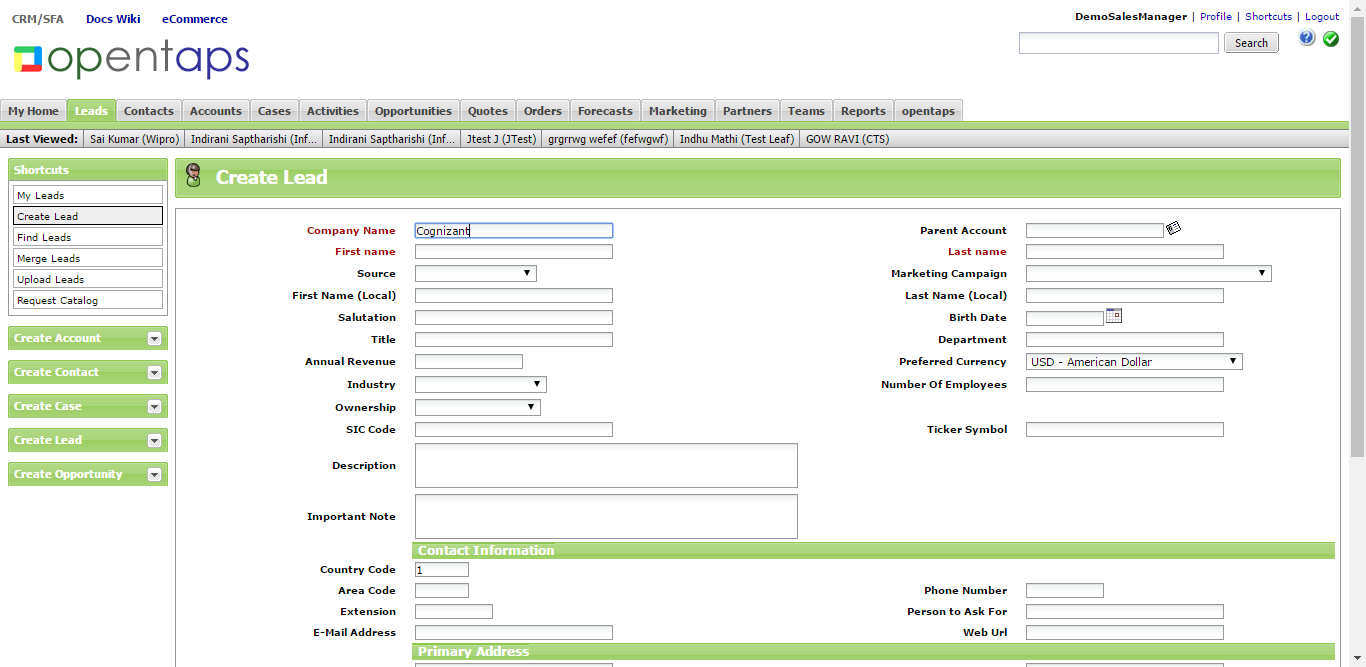 CRM/SFA Docs Wiki eCommerce
DemoSalesManager | Profile | Shortcuts | Logout
opentaps
Search
My Home Leads Contacts Accounts Cases Activities Opportunities Quotes Orders Forecasts Marketing Partners Teams Reports opentaps
Last Viewed: Sai Kumar (Wipro) Indirani Saptharishi (Inf... Indirani Saptharishi (Inf... Jtest J (JTest) grgrrwg wefef (fefwgwf) Indhu Mathi (Test Leaf) GOW RAVI (CTS)
Shortcuts
My Leads
Create Lead
Find Leads
Merge Leads
Upload Leads
Request Catalog
Create Account
Create Contact
Create Case
Create Lead
Create Opportunity
Create Lead
Company Name Cognizant Parent Account
First name Last name
Source Marketing Campaign
First Name (Local) Last Name (Local)
Salutation Birth Date
Title Department
Annual Revenue Preferred Currency USD - American Dollar
Industry Number Of Employees
Ownership
SIC Code Ticker Symbol
Description
Important Note
Contact Information
Country Code 1
Area Code Phone Number
Extension Person to Ask For
E-Mail Address Web Url
Primary Address